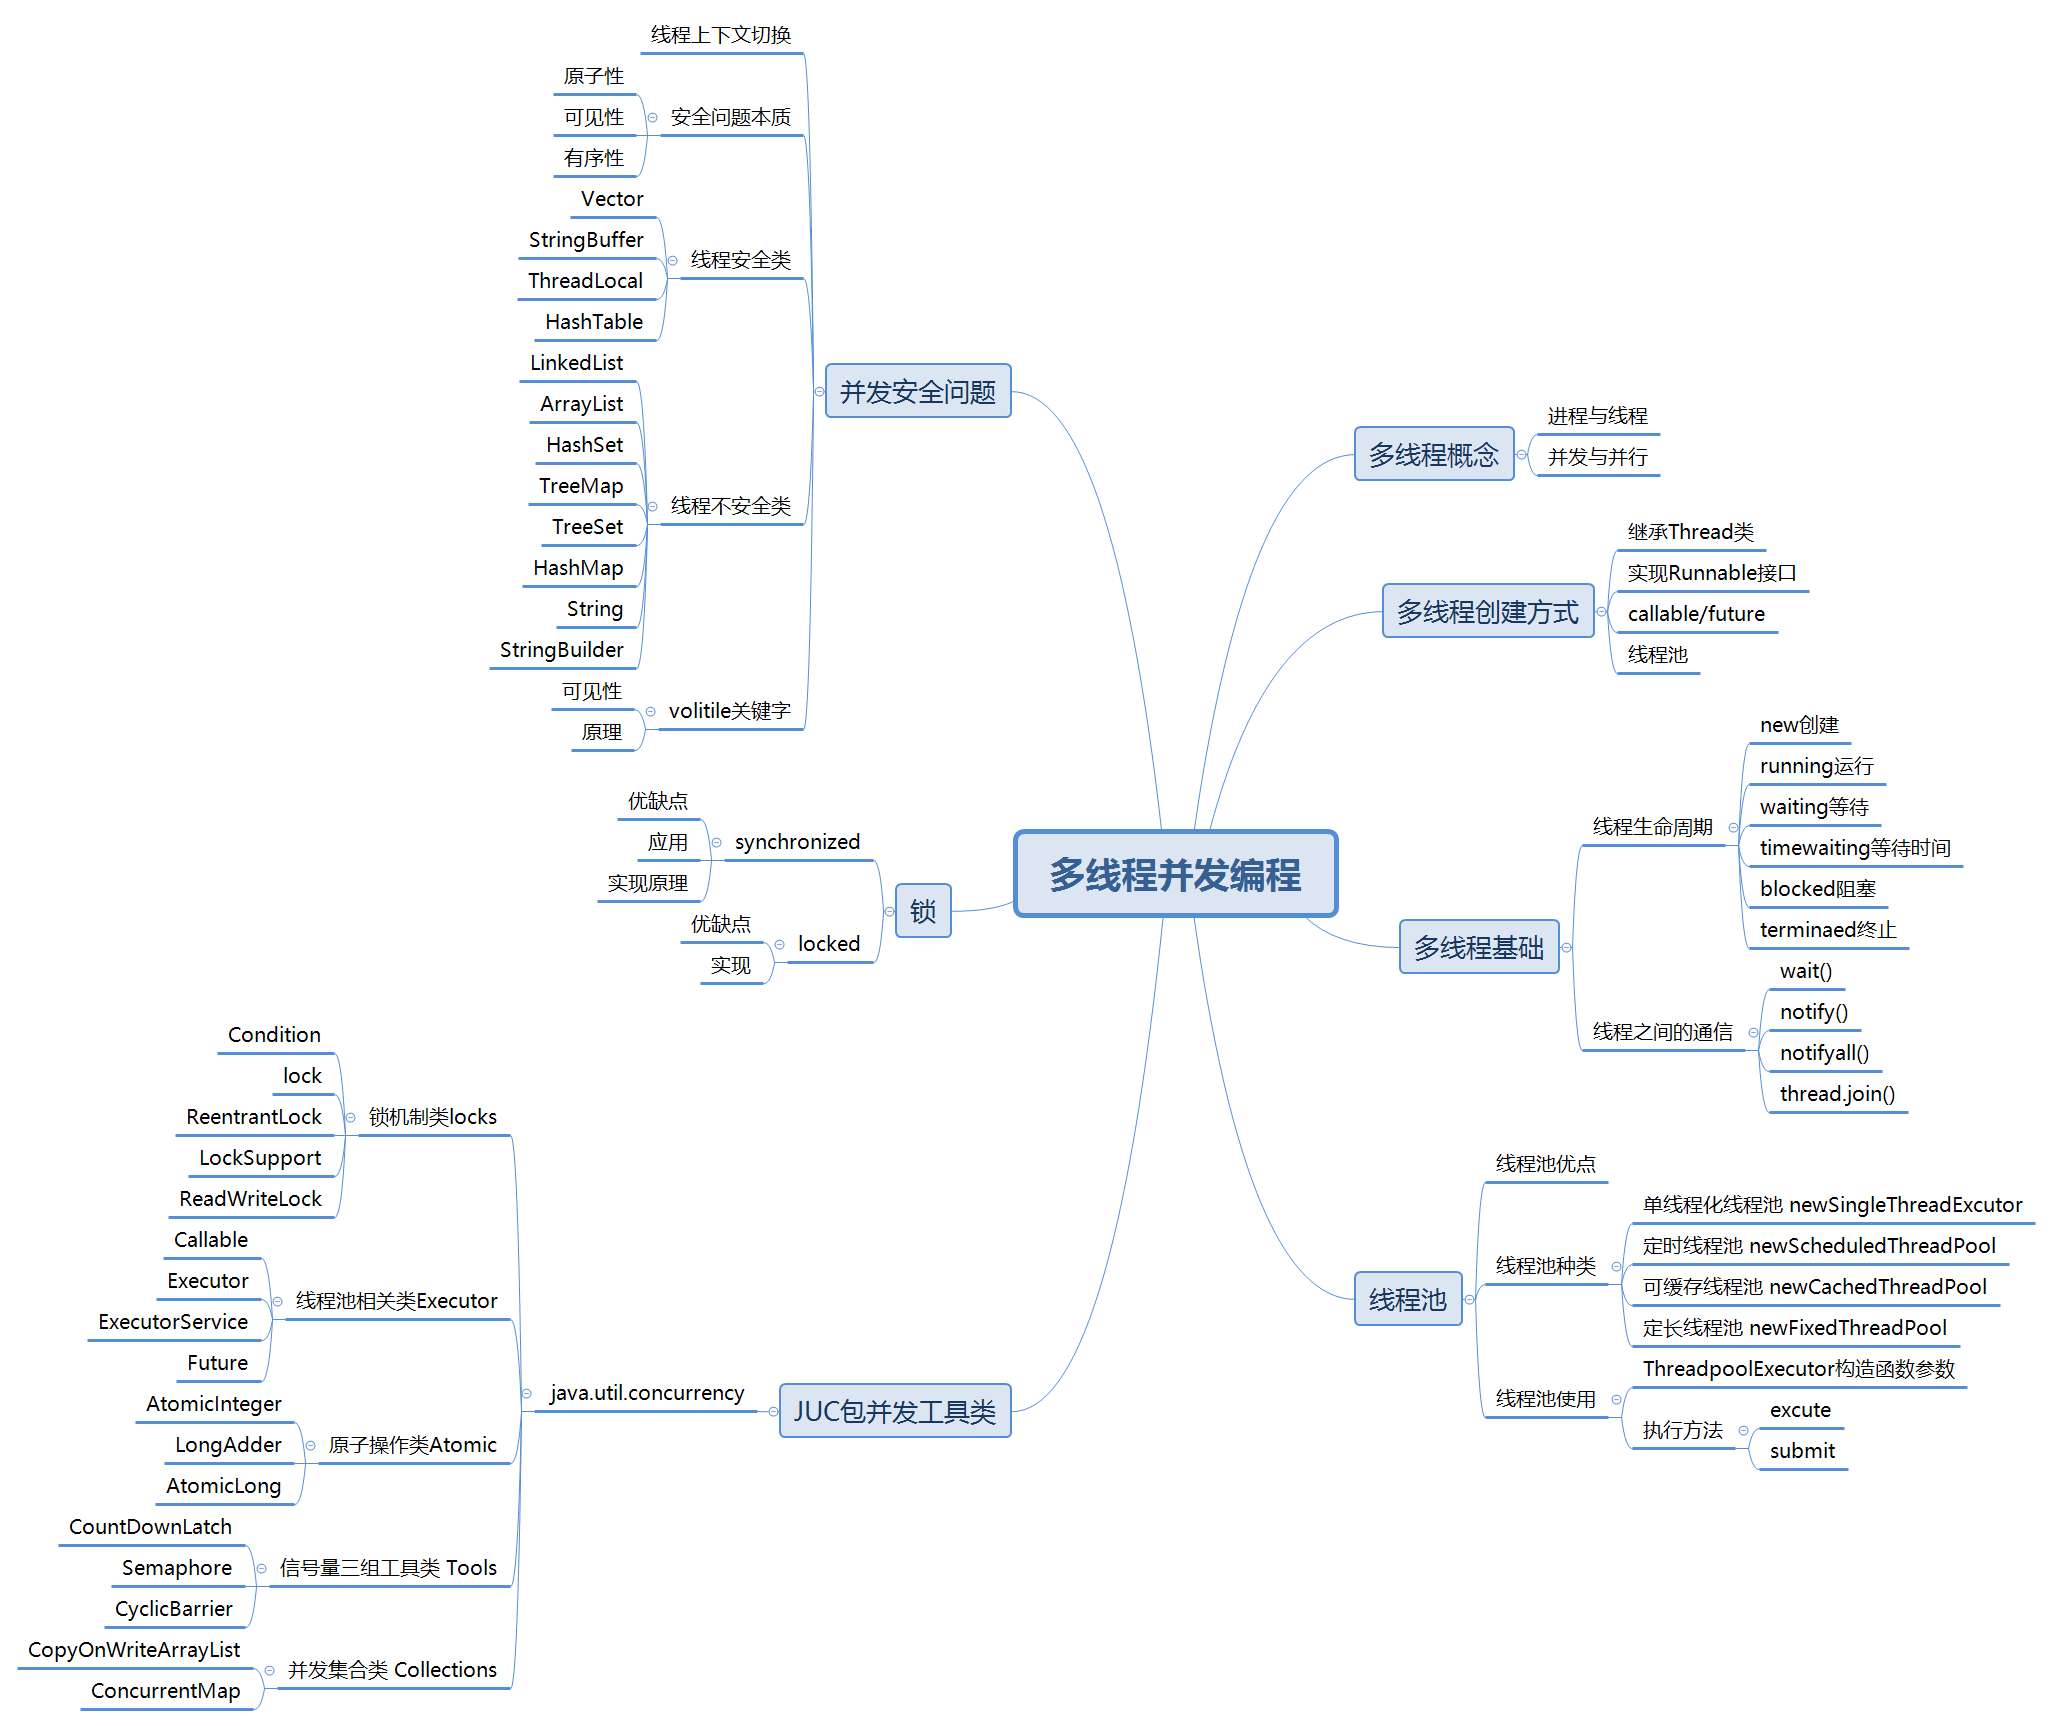 多线程并发编程
多线程概念
进程与线程
并发与并行
多线程创建方式
继承Thread类
实现Runnable接口
callable/future
线程池
多线程基础
线程生命周期
new创建
running运行
waiting等待
timewaiting等待时间
blocked阻塞
terminaed终止
线程之间的通信
wait()
notify()
notifyall()
thread.join()
线程池
线程池优点
线程池种类
单线程化线程池 newSingleThreadExcutor
定时线程池 newScheduledThreadPool
可缓存线程池 newCachedThreadPool
定长线程池 newFixedThreadPool
线程池使用
ThreadpoolExecutor构造函数参数
执行方法
excute
submit
并发安全问题
线程上下文切换
安全问题本质
原子性
可见性
有序性
线程安全类
Vector
StringBuffer
ThreadLocal
HashTable
线程不安全类
LinkedList
ArrayList
HashSet
TreeMap
TreeSet
HashMap
String
StringBuilder
volitile关键字
可见性
原理
锁
synchronized
优缺点
应用
实现原理
locked
优缺点
实现
JUC包并发工具类
java.util.concurrency
锁机制类locks
Condition
lock
ReentrantLock
LockSupport
ReadWriteLock
线程池相关类Executor
Callable
Executor
ExecutorService
Future
原子操作类Atomic
AtomicInteger
LongAdder
AtomicLong
信号量三组工具类 Tools
CountDownLatch
Semaphore
CyclicBarrier
并发集合类 Collections
CopyOnWriteArrayList
ConcurrentMap